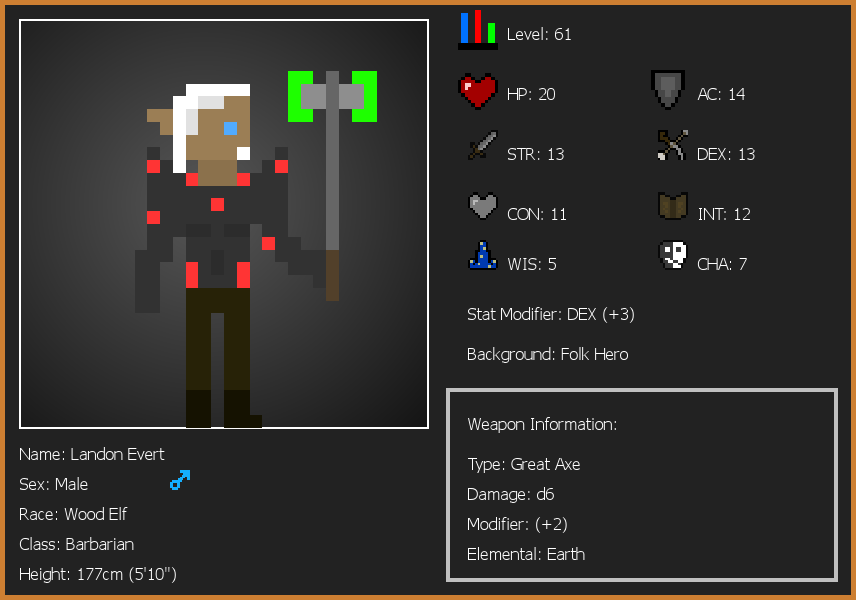 Level: 61
HP: 20
AC: 14
STR: 13
DEX: 13
CON: 11
INT: 12
WIS: 5
CHA: 7
Stat Modifier: DEX (+3)
Background: Folk Hero
Weapon Information:
Type: Great Axe
Damage: d6
Modifier: (+2)
Elemental: Earth
Name: Landon Evert
Sex: Male
Race: Wood Elf
Class: Barbarian
Height: 177cm (5'10")